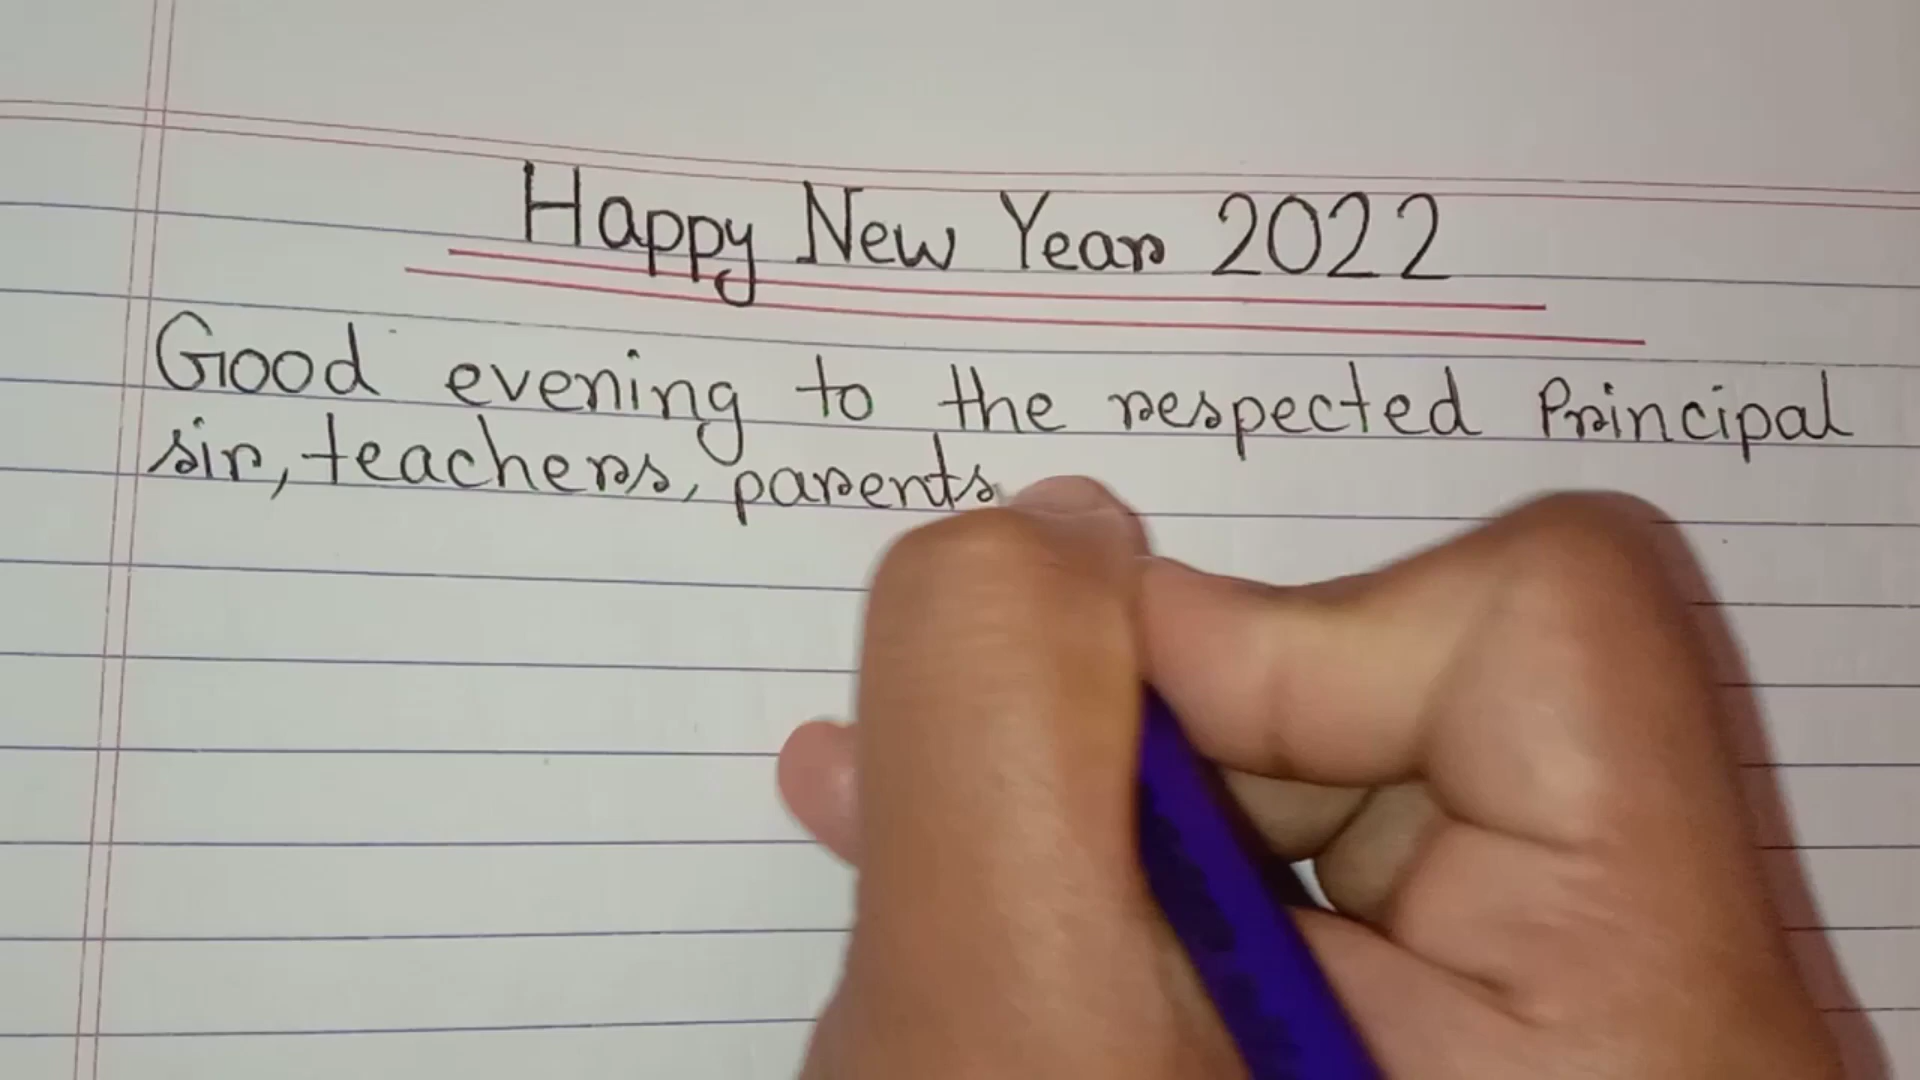 Happy New Year 2022
Good evening to the respected Principal
sir, teachers, parents